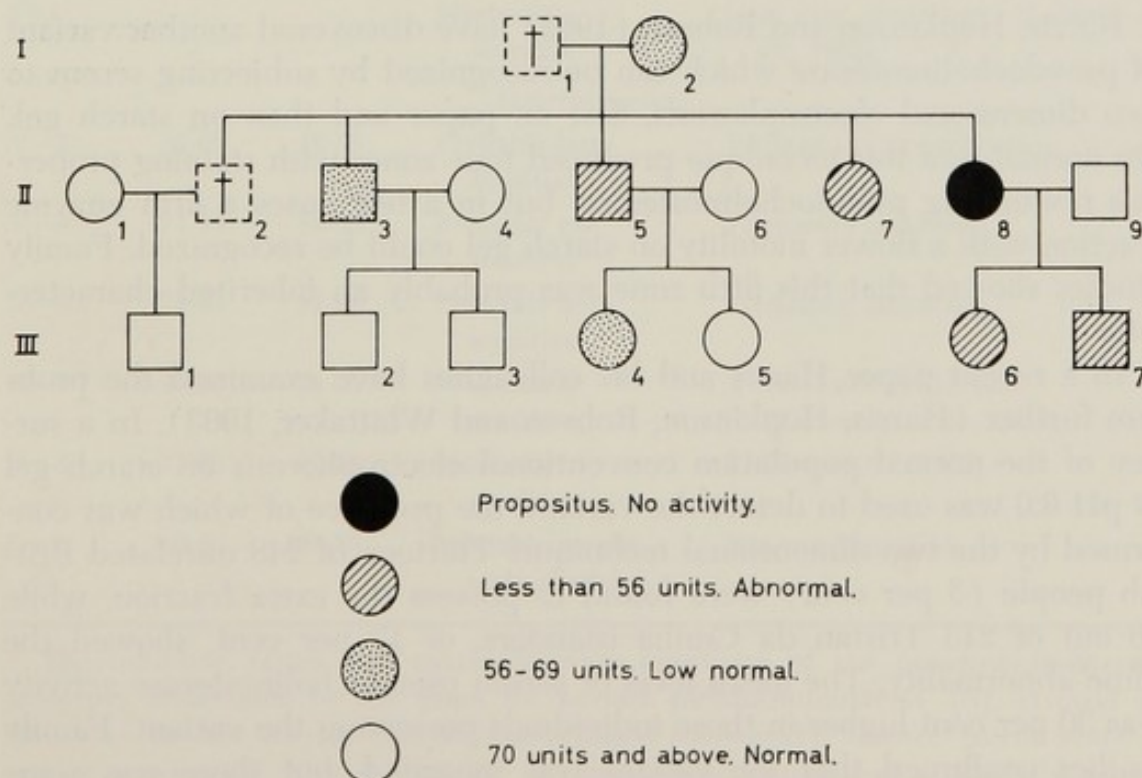 I
1
2
II
1
2
3
4
5
6
7
8
9
III
1
2
3
4
5
6
7
Propositus. No activity.
Less than 56 units. Abnormal.
56-69 units. Low normal.
70 units and above. Normal.